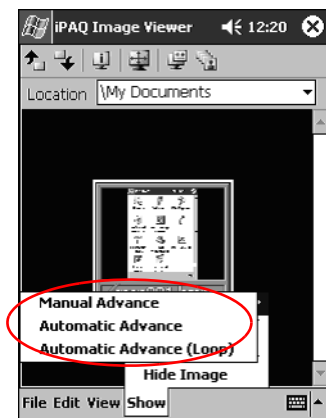 iPAQ Image Viewer 12:20
Location \My Documents
Manual Advance
Automatic Advance
Automatic Advance (Loop)
Hide Image
File Edit View Show